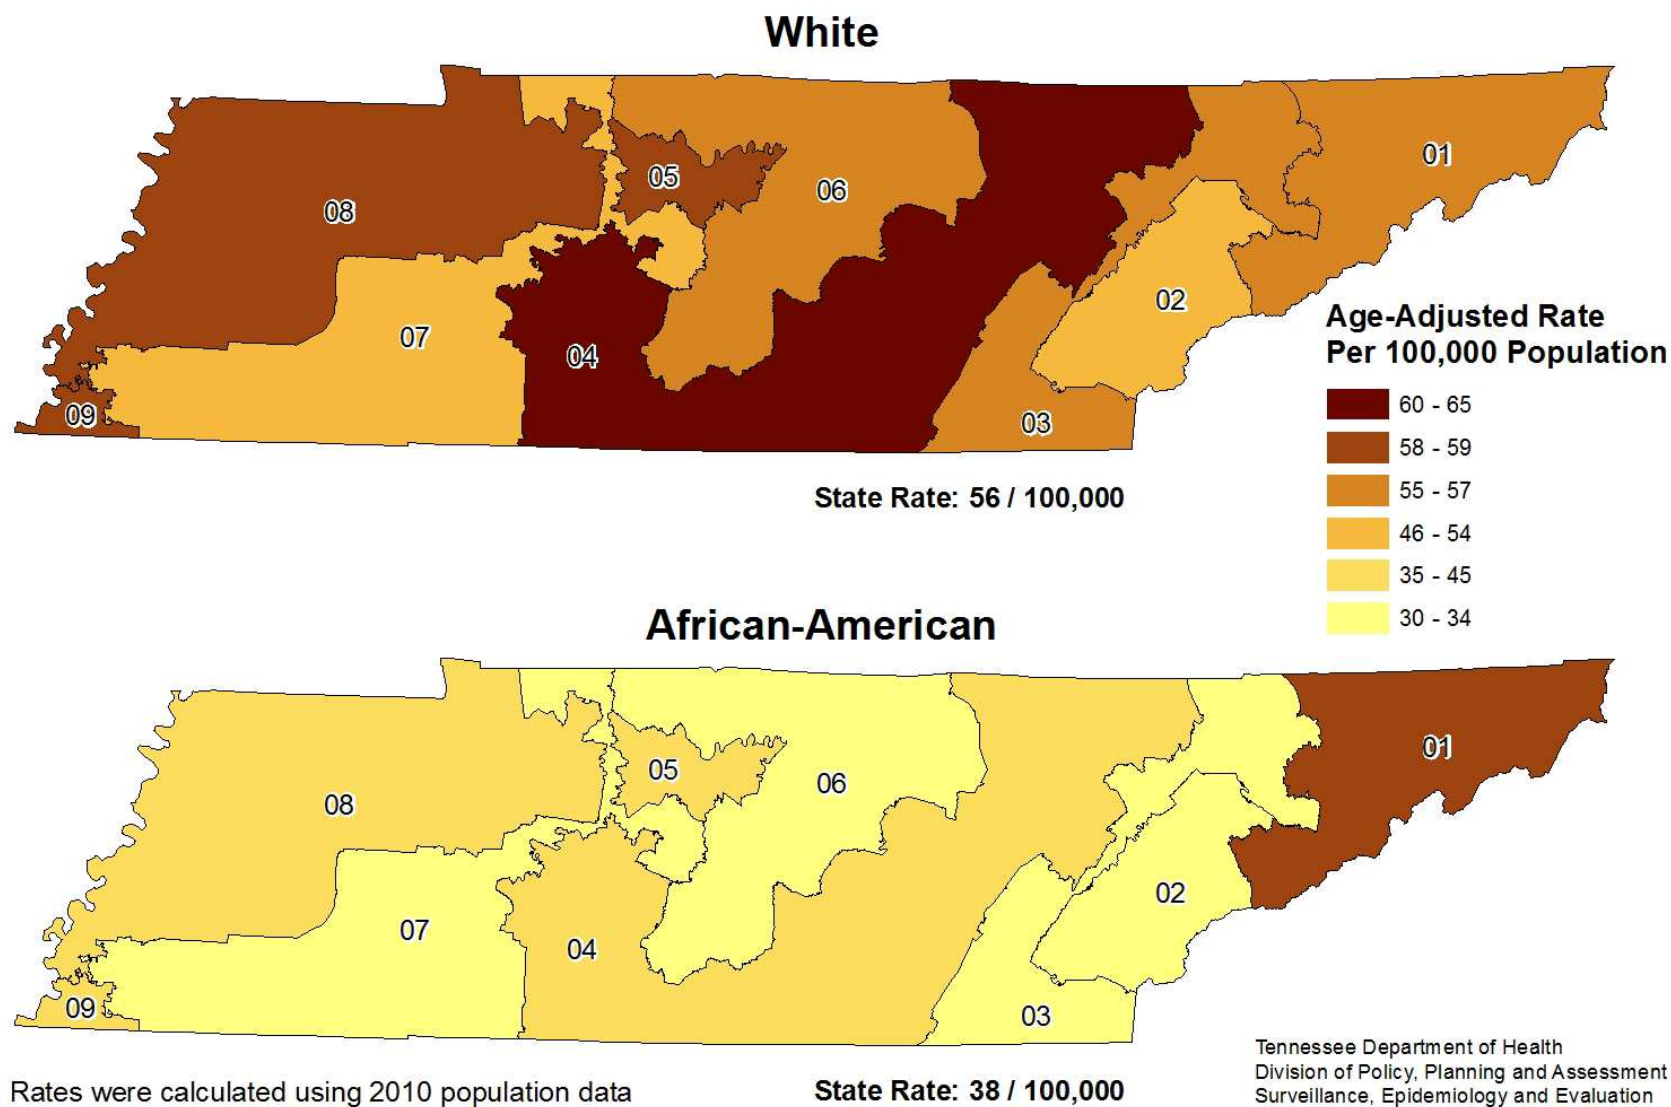 White
01
05
06
08
02
07
04
09
03
Age-Adjusted Rate
Per 100,000 Population
60 - 65
58 - 59
55 - 57
46 - 54
35 - 45
30 - 34
State Rate: 56 / 100,000
African-American
01
05
06
08
02
07
04
09
03
Rates were calculated using 2010 population data
State Rate: 38 / 100,000
Tennessee Department of Health
Division of Policy, Planning and Assessment
Surveillance, Epidemiology and Evaluation